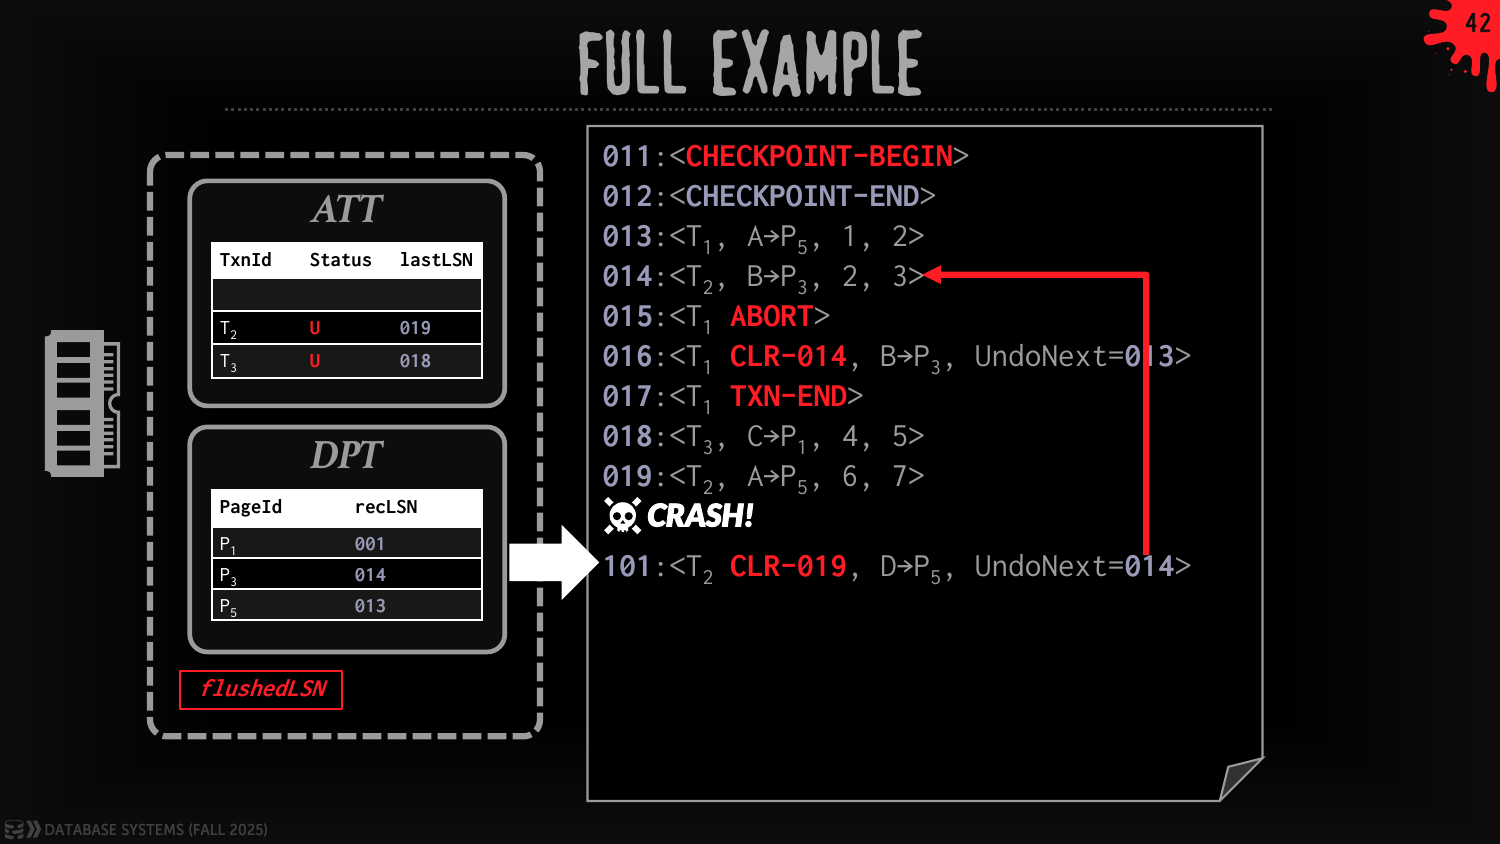 42
FULL EXAMPLE
ATT
TxnId Status lastLSN
T2 U 019
T3 U 018
DPT
PageId recLSN
P1 001
P3 014
P5 013
flushedLSN
011:<CHECKPOINT-BEGIN>
012:<CHECKPOINT-END>
013:<T1, A→P5, 1, 2>
014:<T2, B→P3, 2, 3>
015:<T1 ABORT>
016:<T1 CLR-014, B→P3, UndoNext=013>
017:<T1 TXN-END>
018:<T3, C→P1, 4, 5>
019:<T2, A→P5, 6, 7>
CRASH!
101:<T2 CLR-019, D→P5, UndoNext=014>
DATABASE SYSTEMS (FALL 2025)